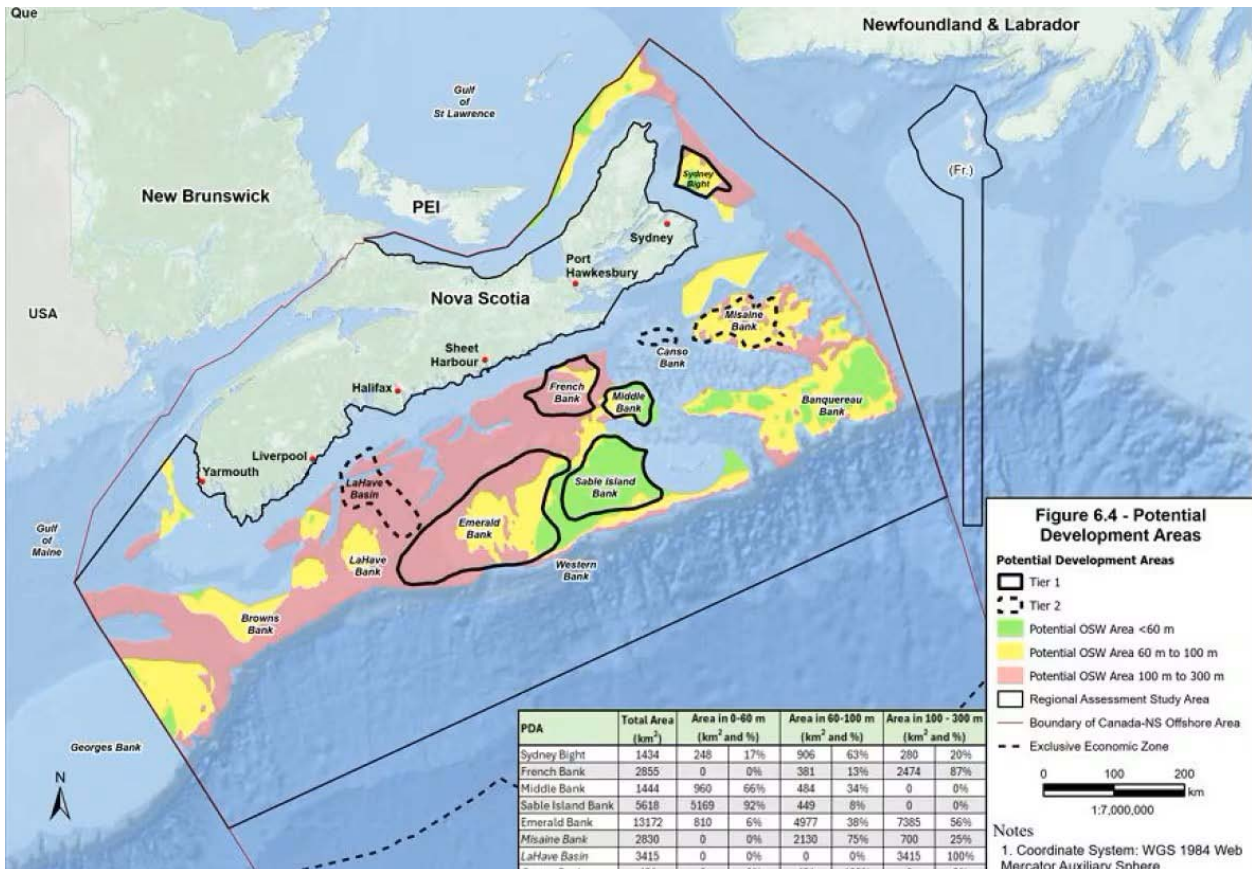 Que
Newfoundland & Labrador
Gulf
of
St Lawrence
New Brunswick
PEI
(Fr.)
Sydney
Bight
Sydney
Port
Hawkesbury
USA
Nova Scotia
Misaine
Bank
Sheet
Harbour
Canso
Bank
Halifax
French
Bank
Middle
Bank
Banquereau
Bank
Liverpool
Yarmouth
LaHave
Basin
Sable Island
Bank
Gulf
of
Maine
Emerald
Bank
LaHave
Bank
Western
Bank
Browns
Bank
Georges Bank
N
Figure 6.4 - Potential
Development Areas
Potential Development Areas
Tier 1
Tier 2
Potential OSW Area <60 m
Potential OSW Area 60 m to 100 m
Potential OSW Area 100 m to 300 m
Regional Assessment Study Area
Boundary of Canada-NS Offshore Area
Exclusive Economic Zone
0 100 200
km
1:7,000,000
Notes
1. Coordinate System: WGS 1984 Web
Mercator Auxiliary Sphere
PDA Total Area (km²) Area in 0-60 m (km² and %) Area in 60-100 m (km² and %) Area in 100 - 300 m (km² and %)
Sydney Bight 1434 248 17% 906 63% 280 20%
French Bank 2855 0 0% 381 13% 2474 87%
Middle Bank 1444 960 66% 484 34% 0 0%
Sable Island Bank 5618 5169 92% 449 8% 0 0%
Emerald Bank 13172 810 6% 4977 38% 7385 56%
Misaine Bank 2830 0 0% 2130 75% 700 25%
LaHave Basin 3415 0 0% 0 0% 3415 100%